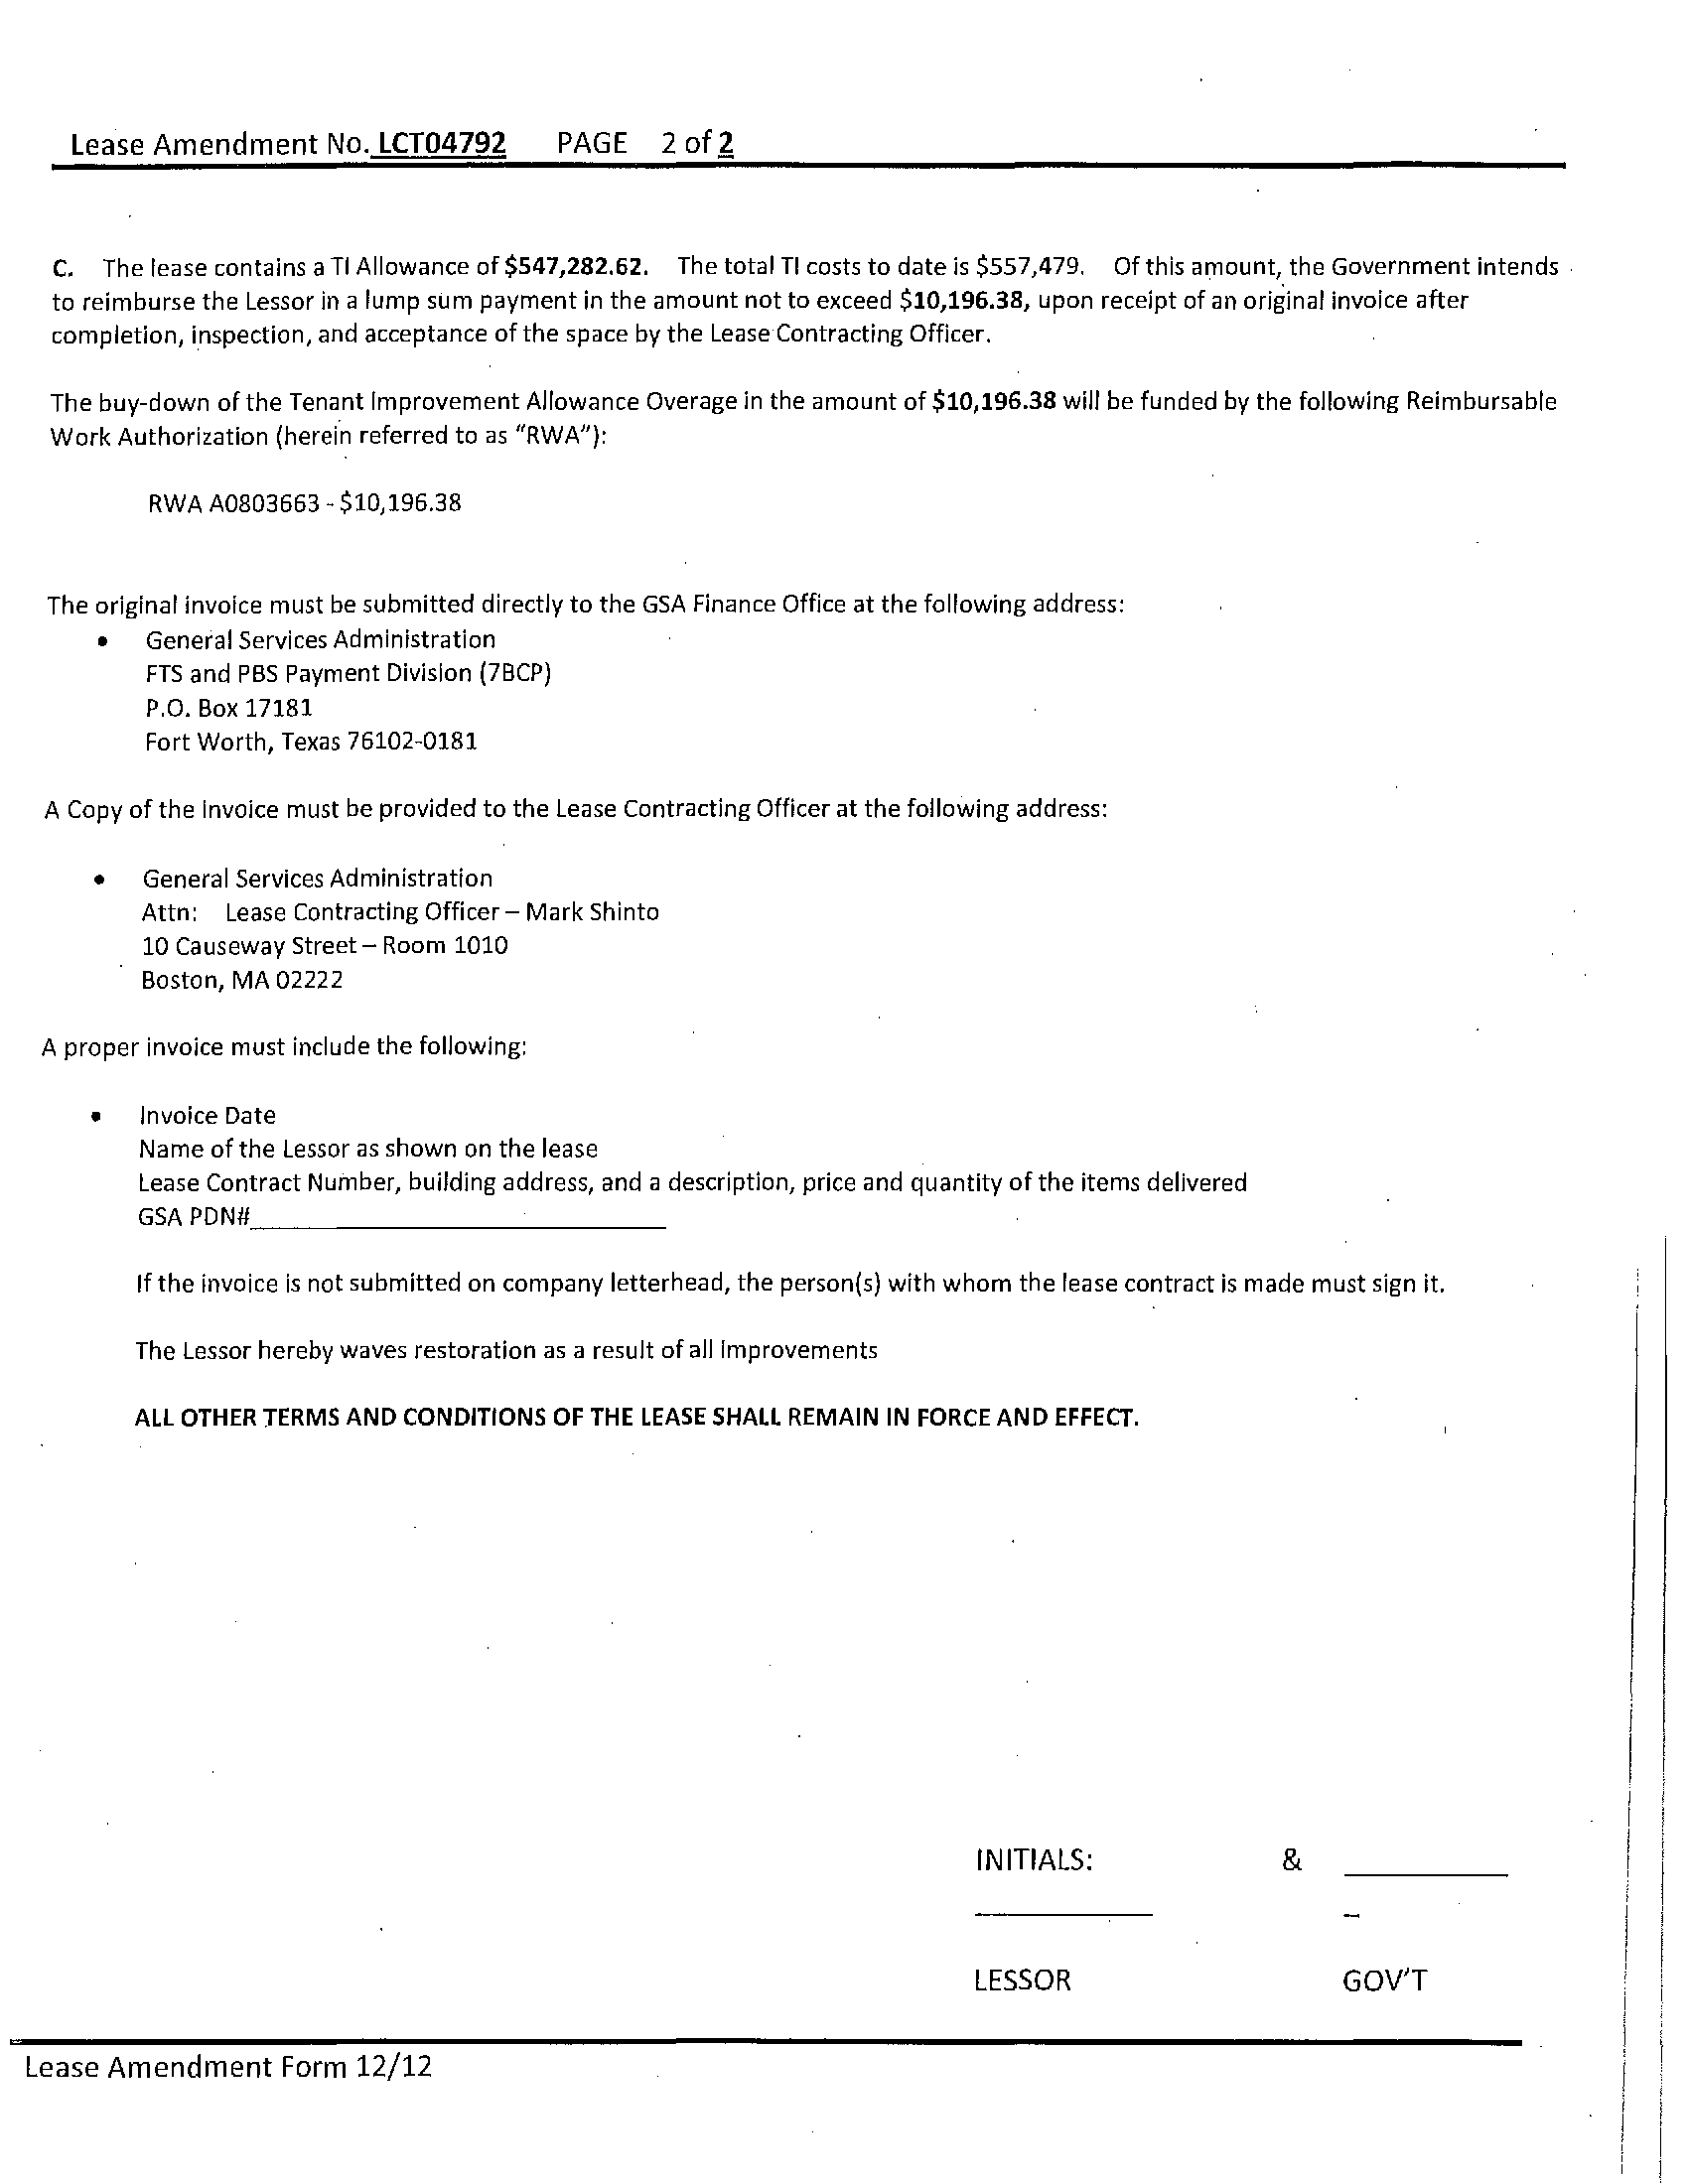 Lease Amendment No. LCT04792 PAGE 2 of 2
C. The lease contains a TI Allowance of $547,282.62. The total TI costs to date is $557,479. Of this amount, the Government intends
to reimburse the Lessor in a lump sum payment in the amount not to exceed $10,196.38, upon receipt of an original invoice after
completion, inspection, and acceptance of the space by the Lease Contracting Officer.
The buy-down of the Tenant Improvement Allowance Overage in the amount of $10,196.38 will be funded by the following Reimbursable
Work Authorization (herein referred to as “RWA”):
RWA A0803663 - $10,196.38
The original invoice must be submitted directly to the GSA Finance Office at the following address:
• General Services Administration
FTS and PBS Payment Division (7BCP)
P.O. Box 17181
Fort Worth, Texas 76102-0181
A Copy of the invoice must be provided to the Lease Contracting Officer at the following address:
• General Services Administration
Attn: Lease Contracting Officer – Mark Shinto
10 Causeway Street – Room 1010
Boston, MA 02222
A proper invoice must include the following:
• Invoice Date
Name of the Lessor as shown on the lease
Lease Contract Number, building address, and a description, price and quantity of the items delivered
GSA PDN#
If the invoice is not submitted on company letterhead, the person(s) with whom the lease contract is made must sign it.
The Lessor hereby waves restoration as a result of all improvements
ALL OTHER TERMS AND CONDITIONS OF THE LEASE SHALL REMAIN IN FORCE AND EFFECT.
INITIALS: &
LESSOR GOV'T
Lease Amendment Form 12/12